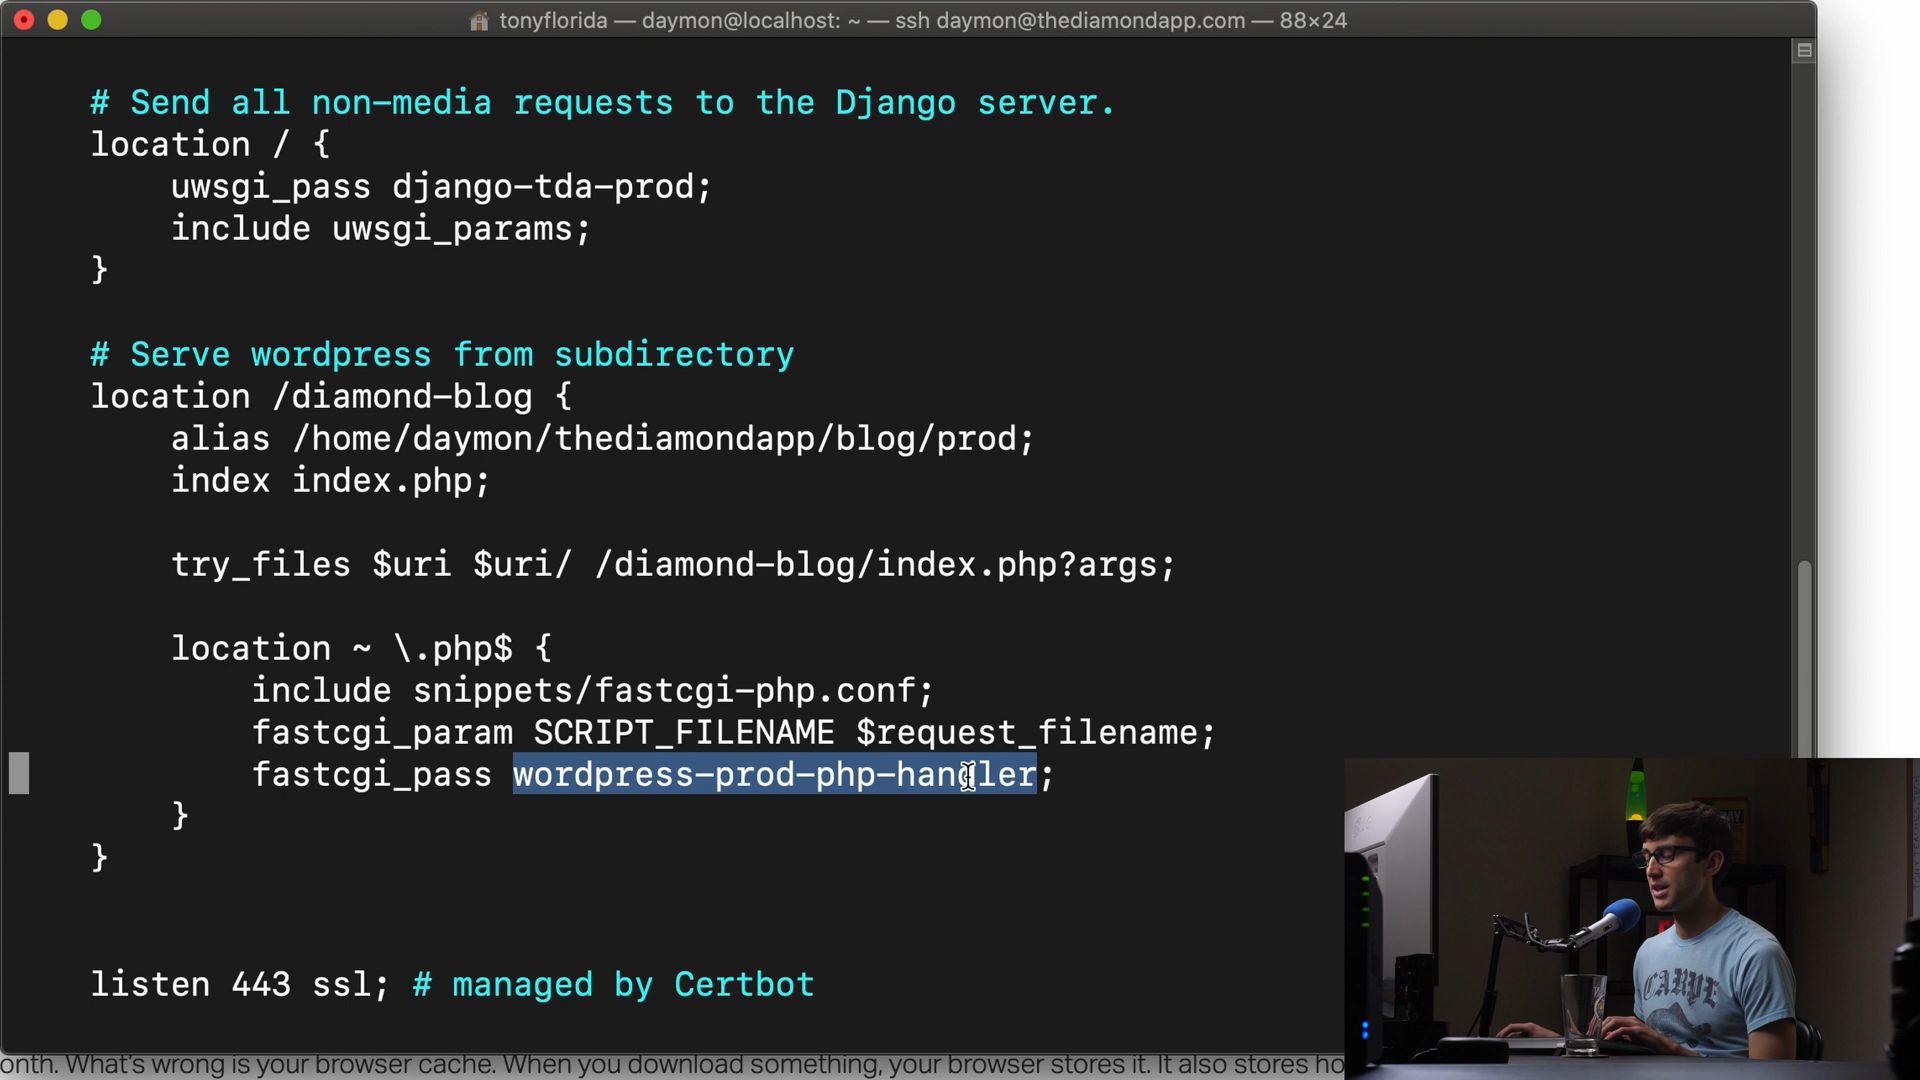 tonyflorida — daymon@localhost: ~ — ssh daymon@thediamondapp.com — 88×24
# Send all non-media requests to the Django server.
location / {
uwsgi_pass django-tda-prod;
include uwsgi_params;
}
# Serve wordpress from subdirectory
location /diamond-blog {
alias /home/daymon/thediamondapp/blog/prod;
index index.php;
try_files $uri $uri/ /diamond-blog/index.php?args;
location ~ \.php$ {
include snippets/fastcgi-php.conf;
fastcgi_param SCRIPT_FILENAME $request_filename;
fastcgi_pass wordpress-prod-php-handler;
}
}
listen 443 ssl; # managed by Certbot
onth. What's wrong is your browser cache. When you download something, your browser stores it. It also stores ho
CARPE